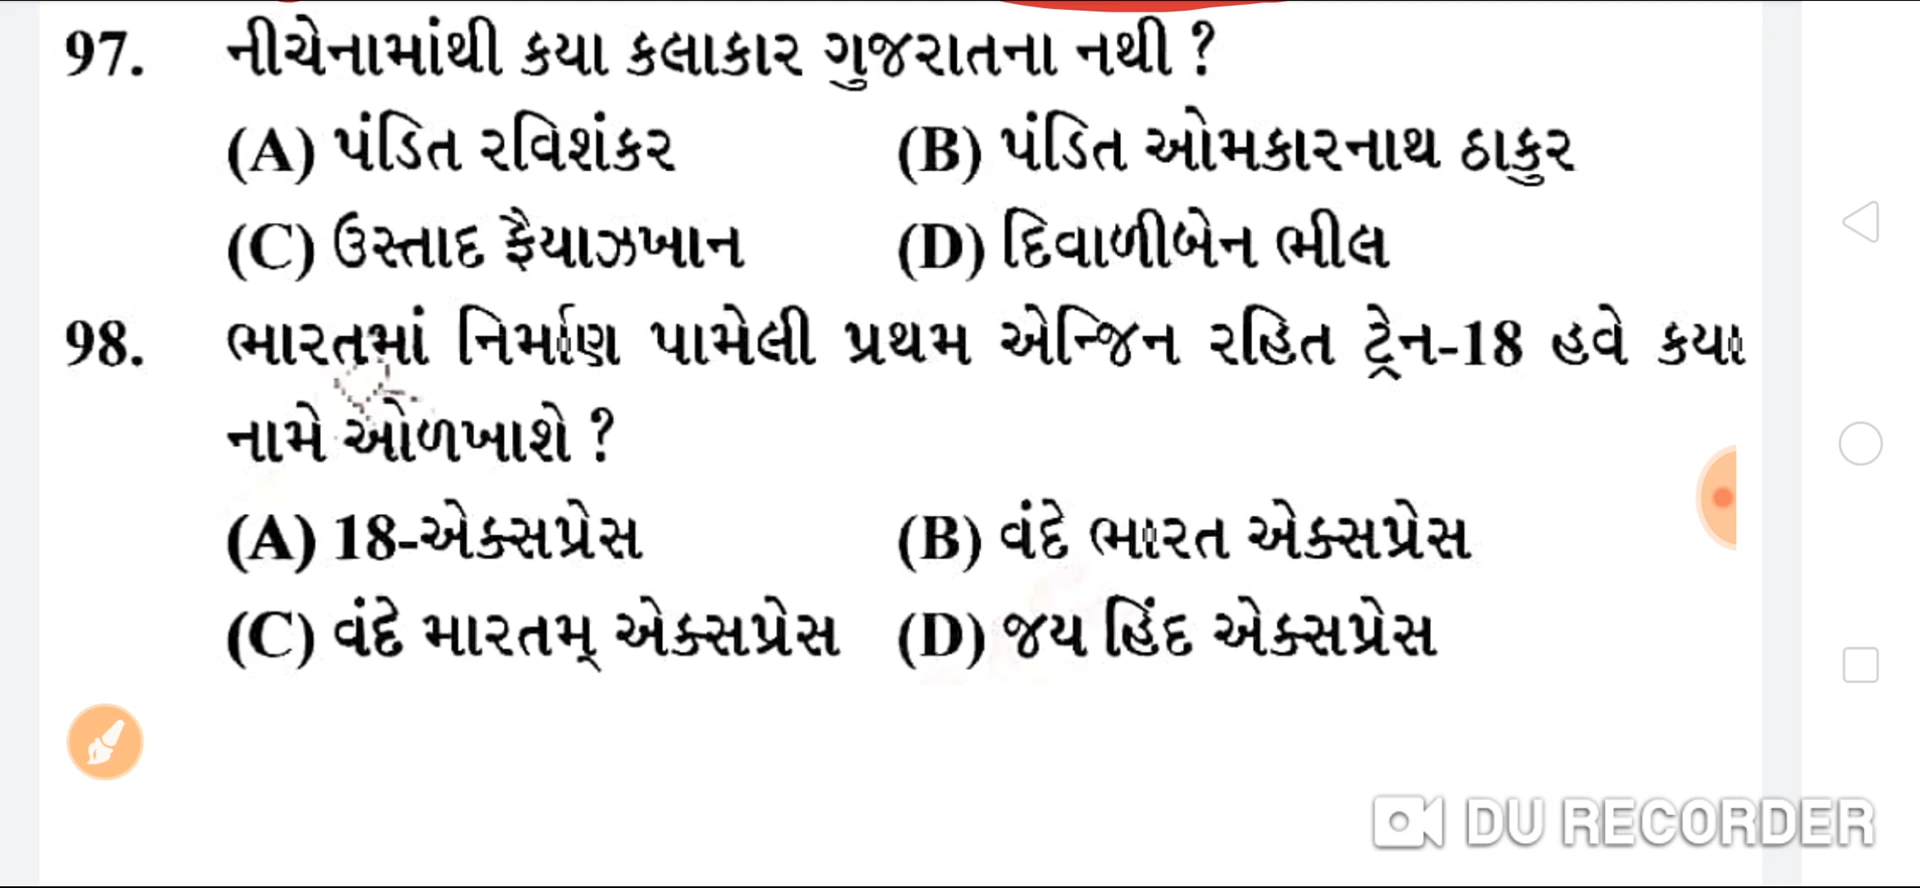 97. નીચેનામાંથી કયા કલાકાર ગુજરાતના નથી ?
(A) પંડિત રવિશંકર (B) પંડિત ઓમકારનાથ ઠાકુર
(C) ઉસ્તાદ ફૈયાઝખાન (D) દિવાળીબેન ભીલ
98. ભારતમાં નિર્માણ પામેલી પ્રથમ એન્જિન રહિત ટ્રેન-18 હવે કયા
નામે ઓળખાશે ?
(A) 18-એક્સપ્રેસ (B) વંદે ભારત એક્સપ્રેસ
(C) વંદે મારતમ્ એક્સપ્રેસ (D) જય હિંદ એક્સપ્રેસ
DU RECORDER